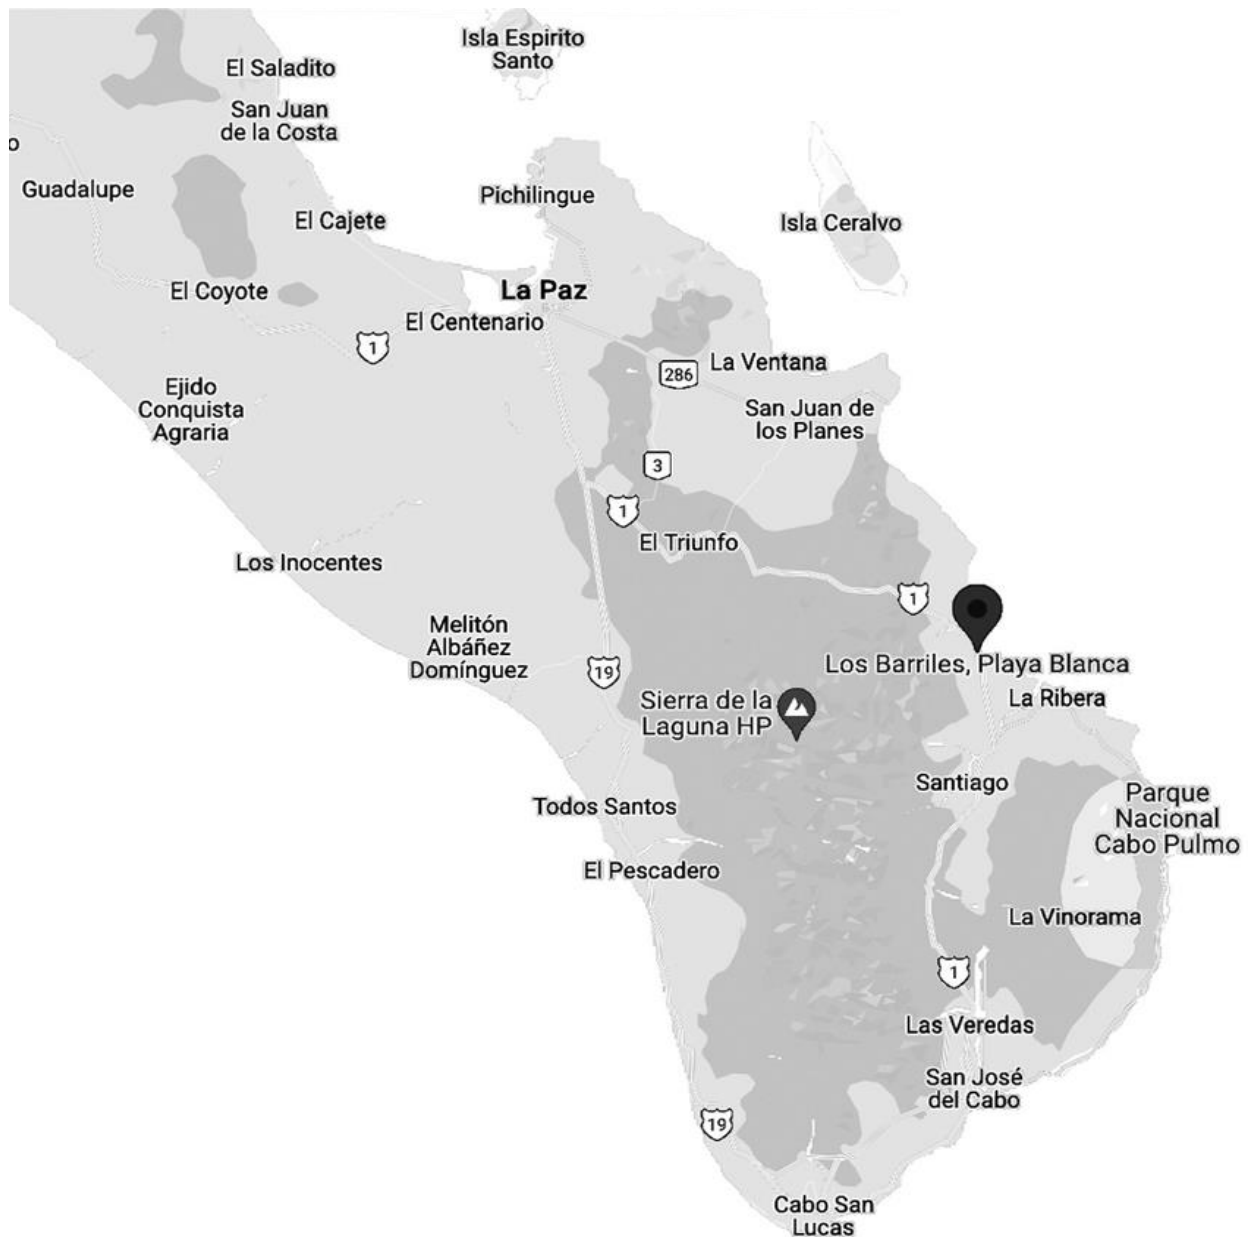 Isla Espirito
Santo
El Saladito
San Juan
de la Costa
o
Guadalupe
Pichilingue
El Cajete
Isla Ceralvo
El Coyote
La Paz
El Centenario
1
La Ventana
286
Ejido
Conquista
Agraria
San Juan de
los Planes
3
1
El Triunfo
Los Inocentes
1
Melitón
Albáñez
Domínguez
19
Los Barriles, Playa Blanca
Sierra de la
Laguna HP
La Ribera
Santiago
Todos Santos
Parque
Nacional
Cabo Pulmo
El Pescadero
La Vinorama
1
Las Veredas
San José
del Cabo
19
Cabo San
Lucas